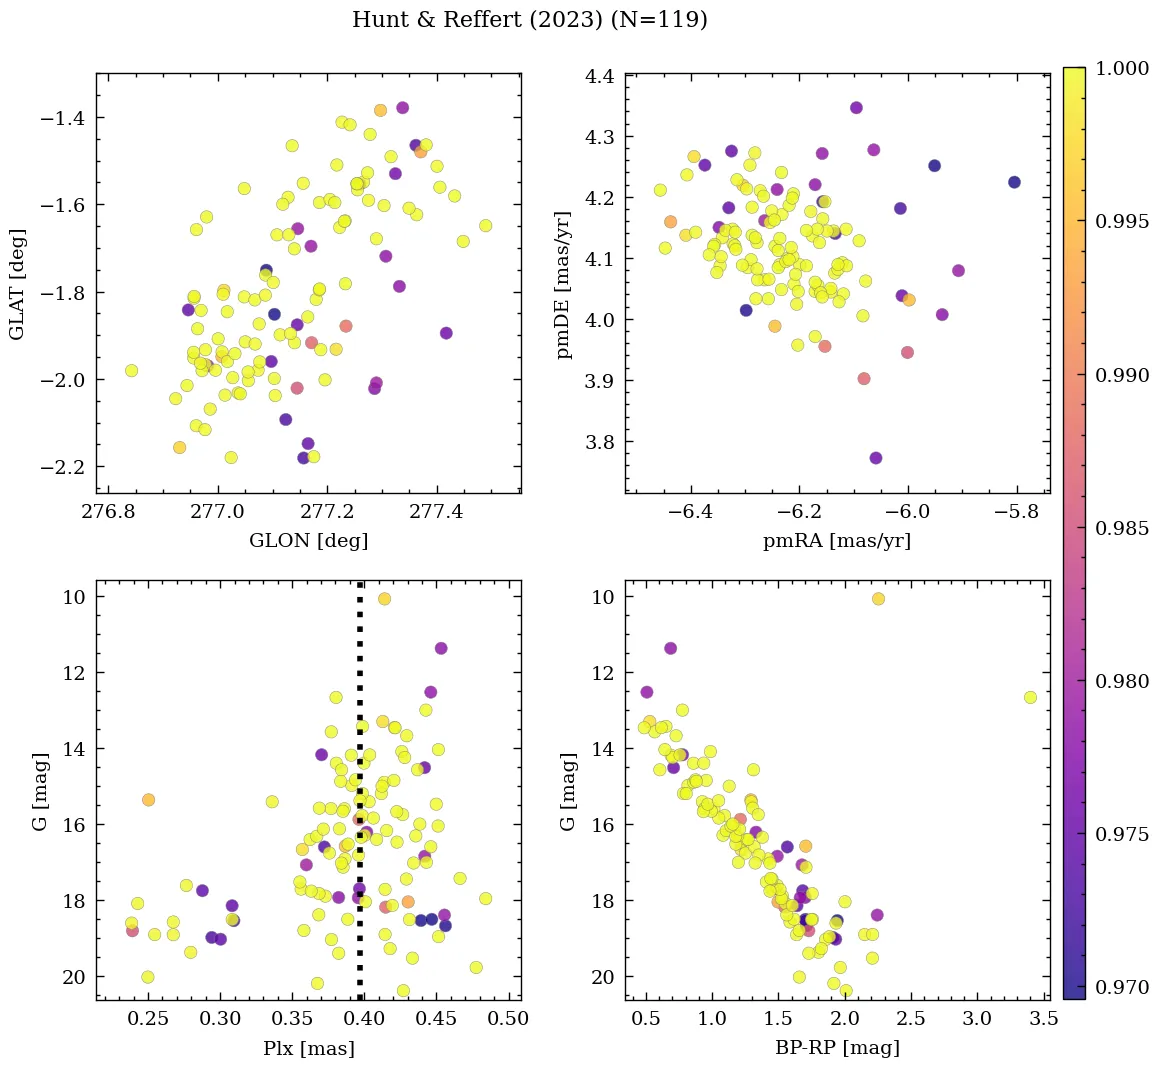 Hunt & Reffert (2023) (N=119)
−1.4
−1.6
−1.8
−2.0
−2.2
GLAT [deg]
276.8 277.0 277.2 277.4
GLON [deg]
4.4
4.3
4.2
4.1
4.0
3.9
3.8
pmDE [mas/yr]
−6.4 −6.2 −6.0 −5.8
pmRA [mas/yr]
10
12
14
16
18
20
G [mag]
0.25 0.30 0.35 0.40 0.45 0.50
Plx [mas]
10
12
14
16
18
20
G [mag]
0.5 1.0 1.5 2.0 2.5 3.0 3.5
BP-RP [mag]
1.000
0.995
0.990
0.985
0.980
0.975
0.970